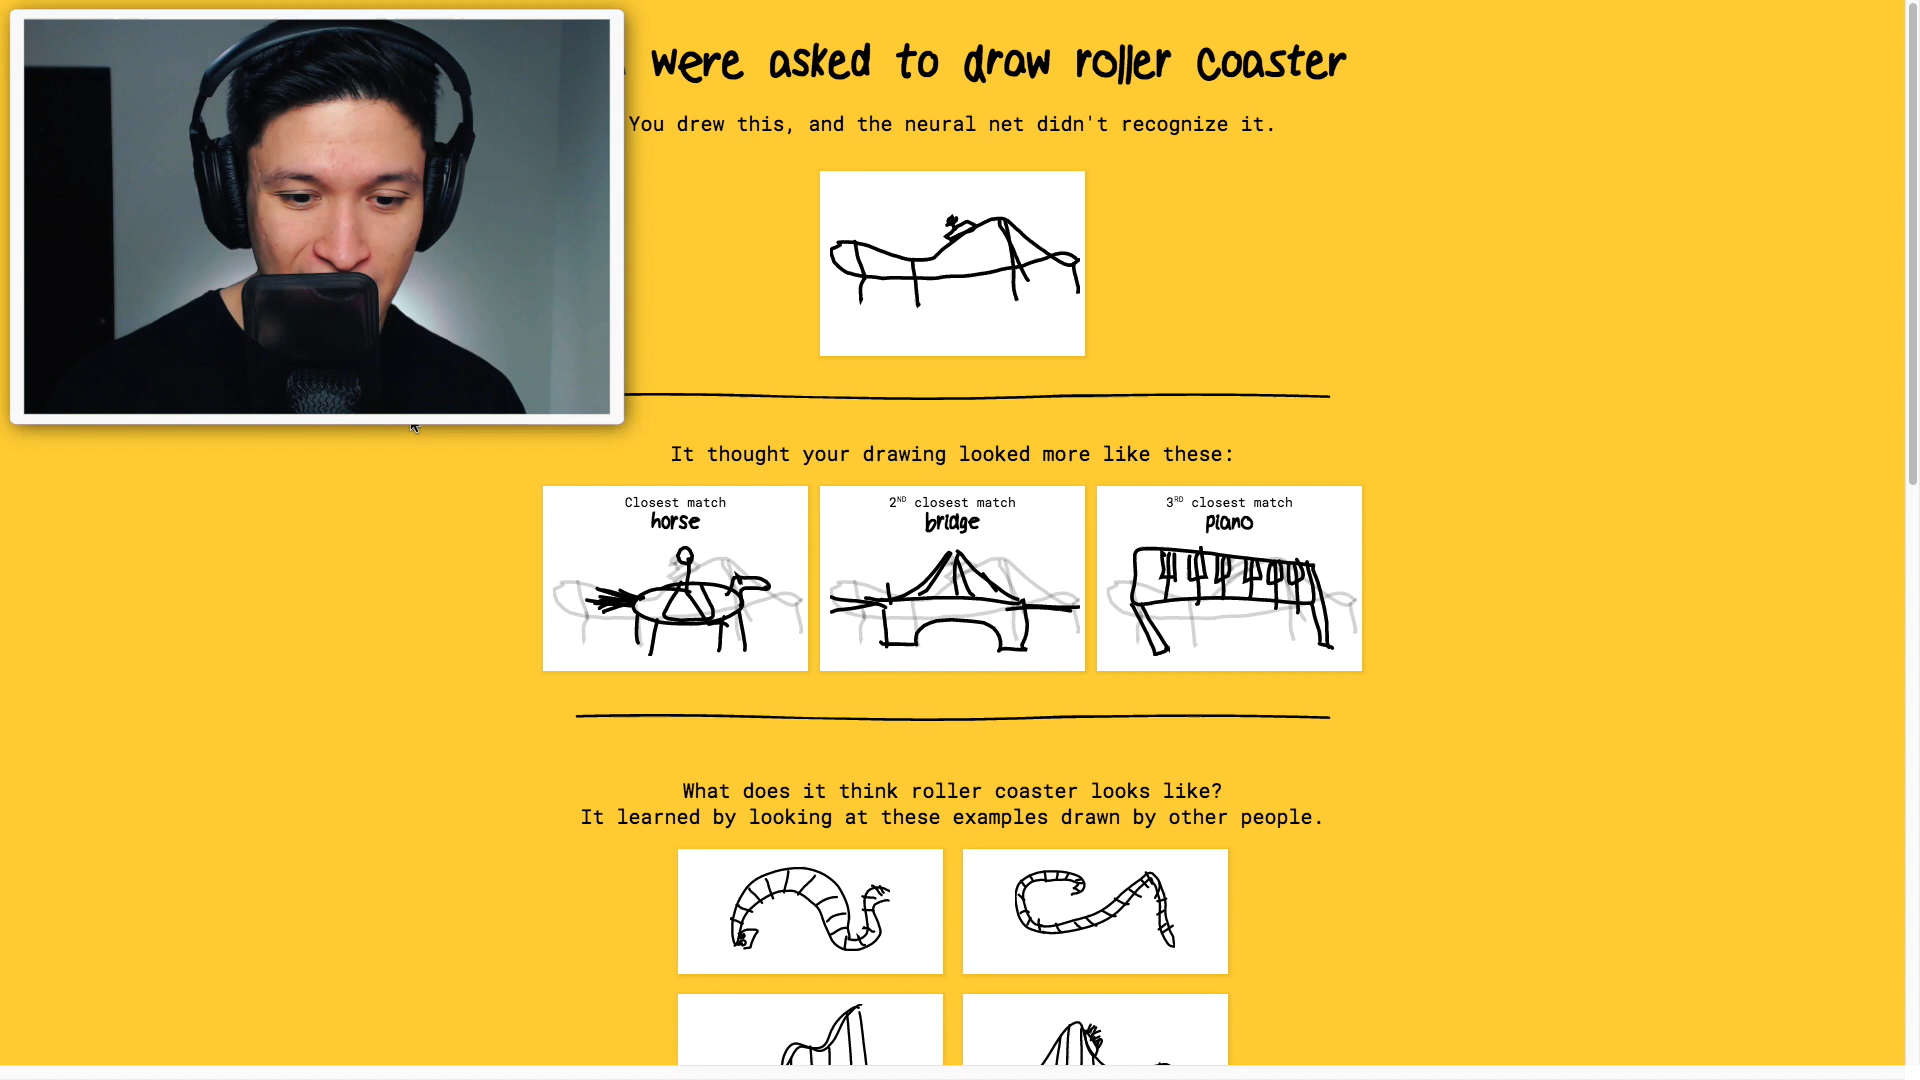 were asked to draw roller coaster
You drew this, and the neural net didn't recognize it.
It thought your drawing looked more like these:
Closest match
horse
2ND closest match
bridge
3RD closest match
piano
What does it think roller coaster looks like?
It learned by looking at these examples drawn by other people.